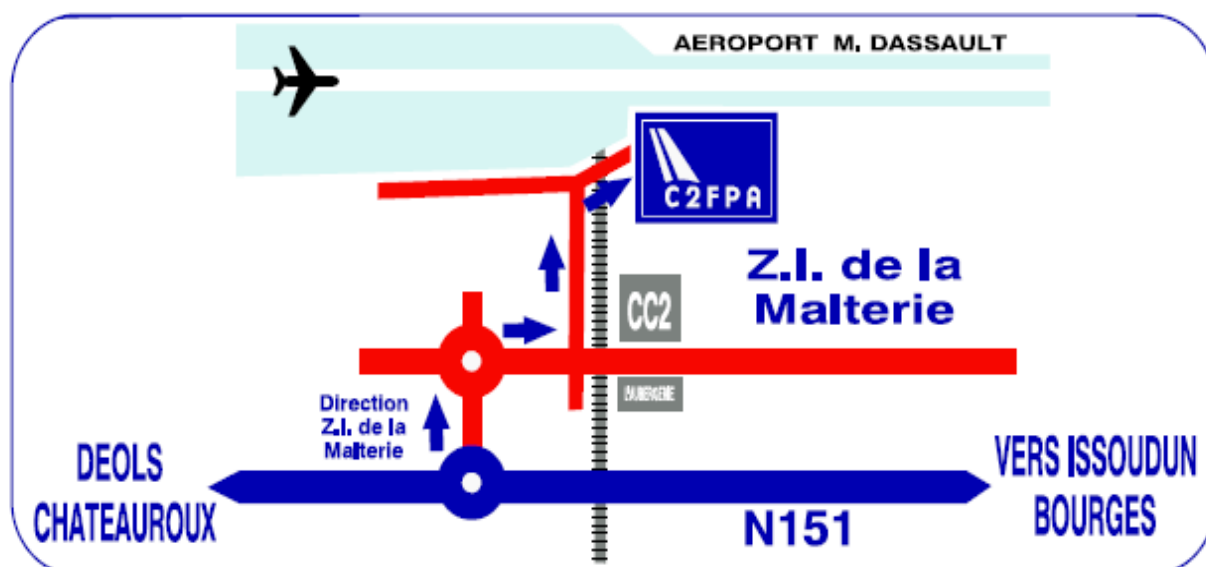 AEROPORT M. DASSAULT
C2FPA
Z.I. de la
Malterie
CC2
Direction
Z.I. de la
Malterie
DEOLS
CHATEAUROUX
VERS ISSOUDUN
BOURGES
N151